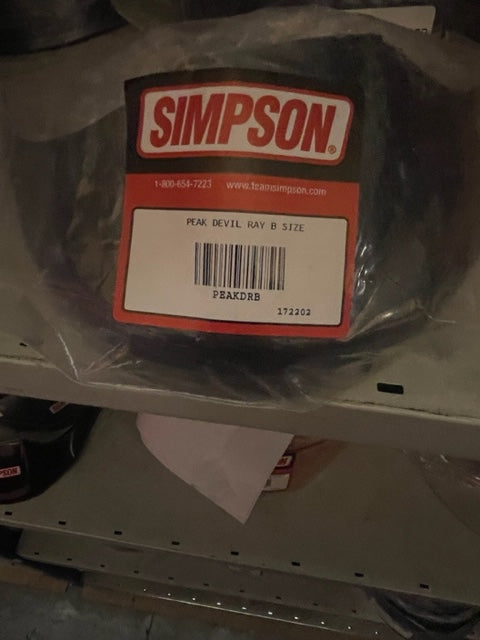 SIMPSON®
1-800-654-7223 www.teamsimpson.com
PEAK DEVIL RAY B SIZE
PEAKDRB
172202